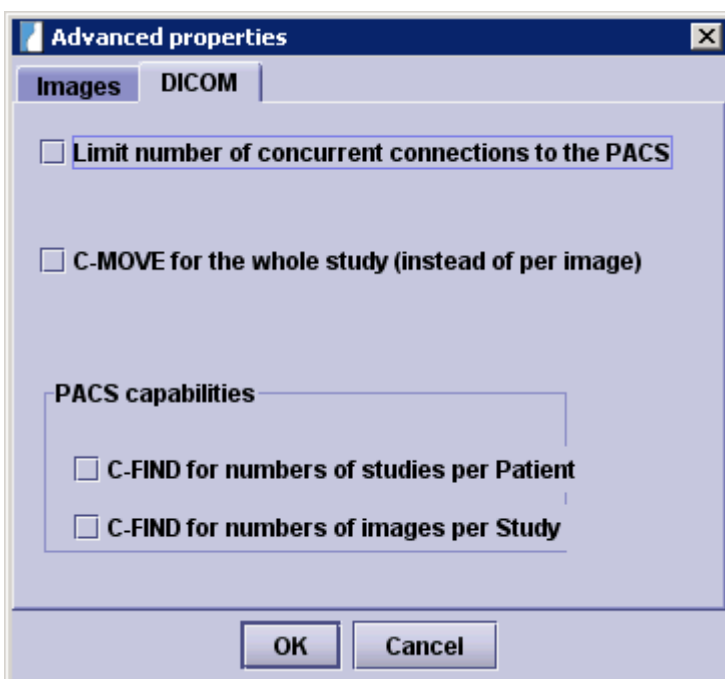 Advanced properties
Images DICOM
Limit number of concurrent connections to the PACS
C-MOVE for the whole study (instead of per image)
PACS capabilities
C-FIND for numbers of studies per Patient
C-FIND for numbers of images per Study
OK Cancel